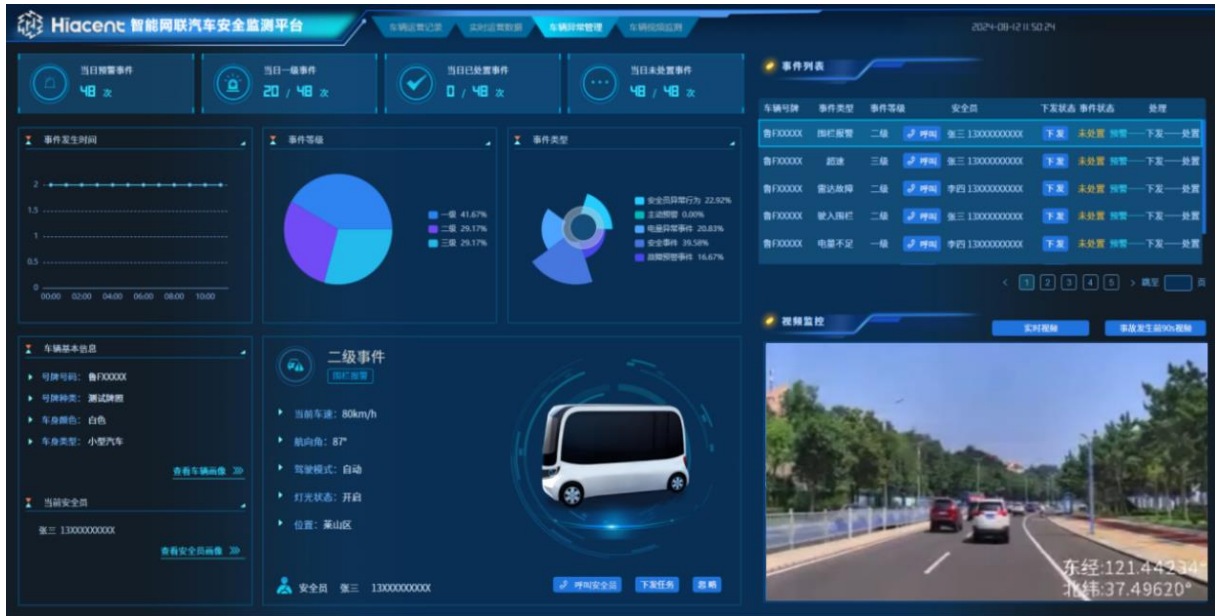 Hiacent 智能网联汽车安全监测平台
车辆运营记录 实时运营数据 车辆异常管理 车辆视频监测
2024-08-12 11:50:24
当日预警事件
48 次
当日一级事件
20 / 48 次
当日已处置事件
0 / 48 次
当日未处置事件
48 / 48 次
事件发生时间
2
1.5
1
0.5
0
00:00 02:00 04:00 06:00 08:00 10:00
事件等级
一级 41.67%
二级 29.17%
三级 29.17%
事件类型
安全员异常行为 22.92%
主动预警 0.00%
电量异常事件 20.83%
安全事件 39.58%
故障预警事件 16.67%
事件列表
车辆号牌 事件类型 事件等级 安全员 下发状态 事件状态 处理
鲁FXXXXX 围栏报警 二级 呼叫 张三 13XXXXXXXXX 下发 未处置 预警——下发——处置
鲁FXXXXX 超速 三级 呼叫 张三 13XXXXXXXXX 下发 未处置 预警——下发——处置
鲁FXXXXX 雷达故障 二级 呼叫 李四 13XXXXXXXXX 下发 未处置 预警——下发——处置
鲁FXXXXX 驶入围栏 二级 呼叫 张三 13XXXXXXXXX 下发 未处置 预警——下发——处置
鲁FXXXXX 电量不足 一级 呼叫 李四 13XXXXXXXXX 下发 未处置 预警——下发——处置
< 1 2 3 4 5 > 跳至 页
车辆基本信息
号牌号码: 鲁FXXXXX
号牌种类: 测试牌照
车身颜色: 白色
车身类型: 小型汽车
查看车辆画像
当前安全员
张三 13XXXXXXXXX
查看安全员画像
二级事件
围栏报警
当前车速: 80km/h
航向角: 87°
驾驶模式: 自动
灯光状态: 开启
位置: 莱山区
安全员 张三 13XXXXXXXXX
呼叫安全员 下发任务 忽略
视频监控
实时视频 事故发生前90s视频
东经:121.44234°
北纬:37.49620°